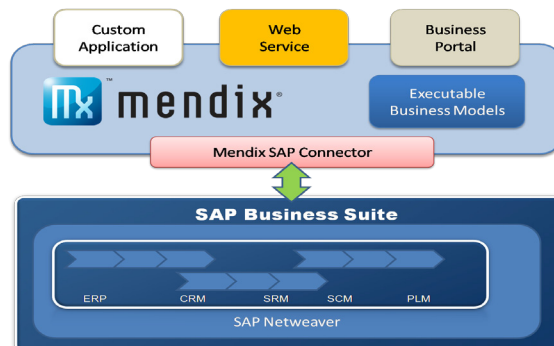 Custom
Application
Web
Service
Business
Portal
Mx™ mendix®
Executable
Business Models
Mendix SAP Connector
SAP Business Suite
ERP CRM SRM SCM PLM
SAP Netweaver